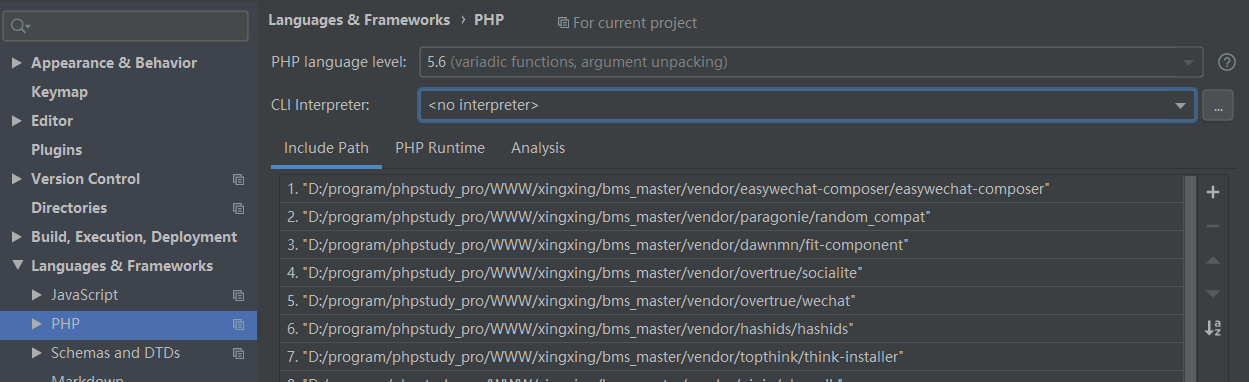 Languages & Frameworks › PHP
For current project
Appearance & Behavior
Keymap
Editor
Plugins
Version Control
Directories
Build, Execution, Deployment
Languages & Frameworks
JavaScript
PHP
Schemas and DTDs
Markdown
PHP language level: 5.6 (variadic functions, argument unpacking)
CLI Interpreter: <no interpreter> ...
Include Path PHP Runtime Analysis
1. "D:/program/phpstudy_pro/WWW/xingxing/bms_master/vendor/easywechat-composer/easywechat-composer"
2. "D:/program/phpstudy_pro/WWW/xingxing/bms_master/vendor/paragonie/random_compat"
3. "D:/program/phpstudy_pro/WWW/xingxing/bms_master/vendor/dawnmn/fit-component"
4. "D:/program/phpstudy_pro/WWW/xingxing/bms_master/vendor/overtrue/socialite"
5. "D:/program/phpstudy_pro/WWW/xingxing/bms_master/vendor/overtrue/wechat"
6. "D:/program/phpstudy_pro/WWW/xingxing/bms_master/vendor/hashids/hashids"
7. "D:/program/phpstudy_pro/WWW/xingxing/bms_master/vendor/topthink/think-installer"